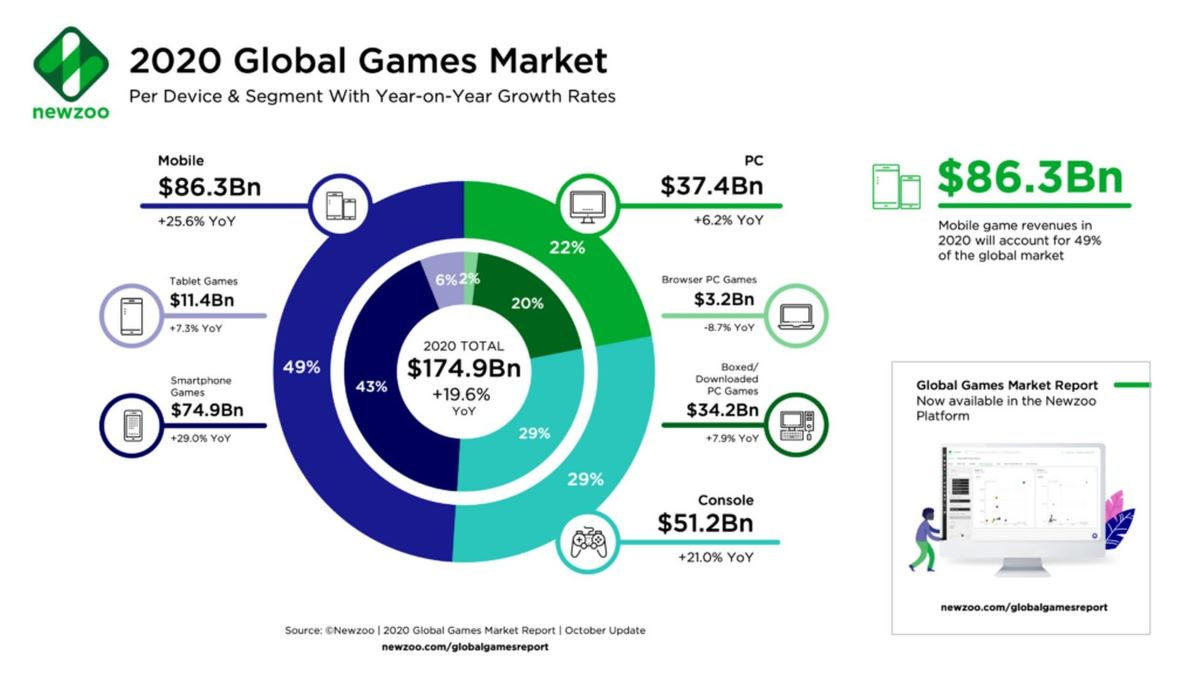 newzoo
2020 Global Games Market
Per Device & Segment With Year-on-Year Growth Rates
Mobile
$86.3Bn
+25.6% YoY
Tablet Games
$11.4Bn
+7.3% YoY
Smartphone
Games
$74.9Bn
+29.0% YoY
49%
43%
6%
2%
20%
22%
29%
29%
2020 TOTAL
$174.9Bn
+19.6%
YoY
PC
$37.4Bn
+6.2% YoY
Browser PC Games
$3.2Bn
-8.7% YoY
Boxed/
Downloaded
PC Games
$34.2Bn
+7.9% YoY
Console
$51.2Bn
+21.0% YoY
$86.3Bn
Mobile game revenues in
2020 will account for 49%
of the global market
Global Games Market Report
Now available in the Newzoo
Platform
newzoo.com/globalgamesreport
Source: ©Newzoo | 2020 Global Games Market Report | October Update
newzoo.com/globalgamesreport